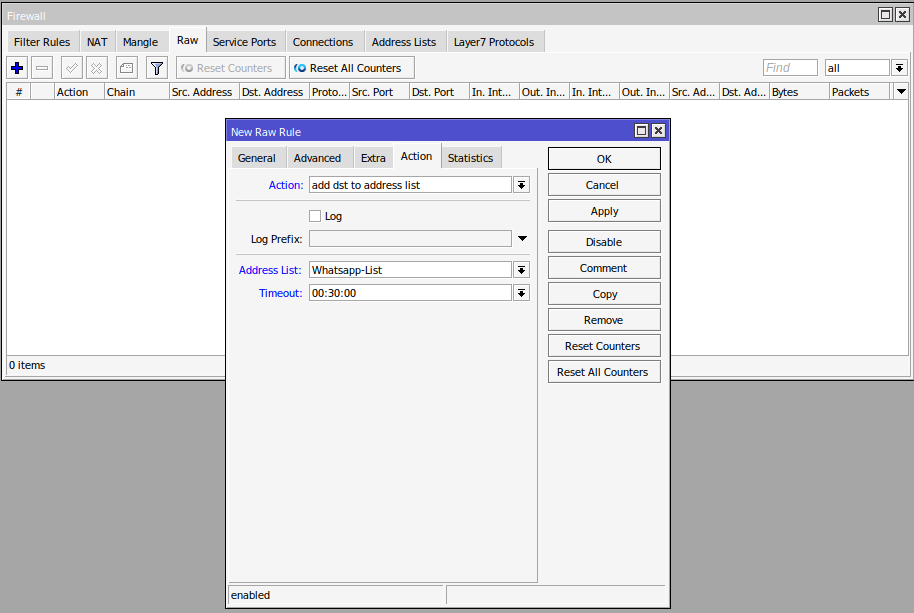 Firewall
Filter Rules NAT Mangle Raw Service Ports Connections Address Lists Layer7 Protocols
Reset Counters Reset All Counters Find all
# Action Chain Src. Address Dst. Address Proto... Src. Port Dst. Port In. Int... Out. In... In. Int... Out. In... Src. Ad... Dst. Ad... Bytes Packets
New Raw Rule
General Advanced Extra Action Statistics
OK
Action: add dst to address list
Cancel
Log
Apply
Log Prefix:
Disable
Address List: Whatsapp-List
Comment
Timeout: 00:30:00
Copy
Remove
Reset Counters
0 items
Reset All Counters
enabled